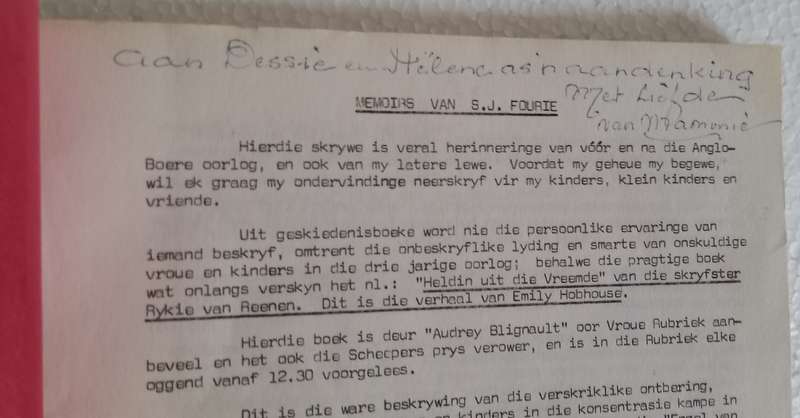 aan Dessie en Hélena as 'n aandenking
Met Liefde
van Mamonie
MEMOIRS VAN S.J. FOURIE
Hierdie skrywe is veral herinneringe van vóór en na die Anglo-
Boere oorlog, en ook van my latere lewe. Voordat my geheue my begewe,
wil ek graag my ondervindinge neerskryf vir my kinders, klein kinders en
vriende.
Uit geskiedenisboeke word nie die persoonlike ervaringe van
iemand beskryf, omtrent die onbeskryflike lyding en smarte van onskuldige
vroue en kinders in die drie jarige oorlog; behalwe die pragtige boek
wat onlangs verskyn het nl.: "Heldin uit die Vreemde" van die skryfster
Rykie van Reenen. Dit is die verhaal van Emily Hobhouse.
Hierdie boek is deur "Audrey Blignault" oor Vroue Rubriek aan-
beveel en het ook die Scheepers prys verower, en is in die Rubriek elke
oggend vanaf 12.30 voorgelees.
Dit is die ware beskrywing van die verskriklike ontbering,
en kinders in die konsentrasie kampe in
van